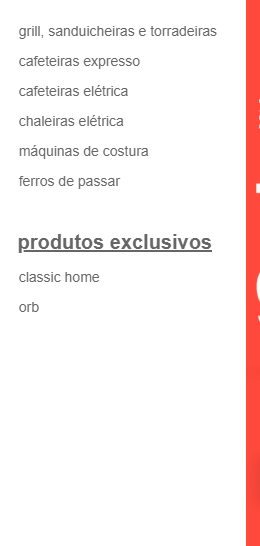 grill, sanduicheiras e torradeiras
cafeteiras expresso
cafeteiras elétrica
chaleiras elétrica
máquinas de costura
ferros de passar
produtos exclusivos
classic home
orb